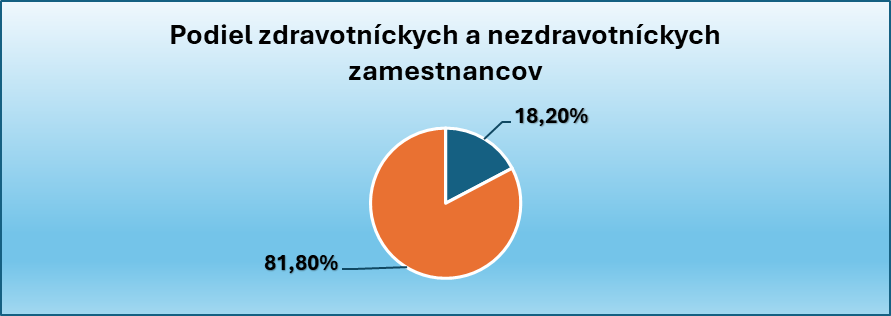 Podiel zdravotníckych a nezdravotníckych
zamestnancov
18,20%
81,80%